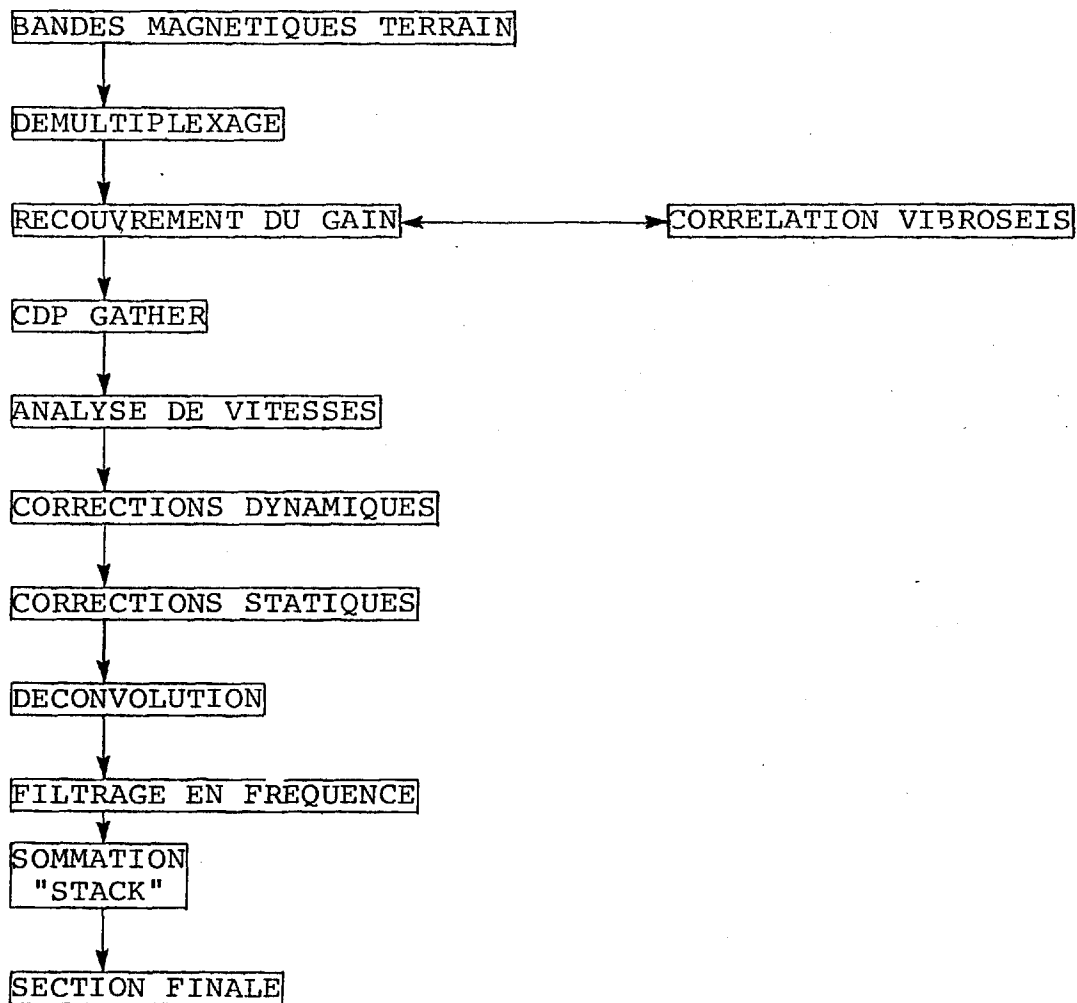 BANDES MAGNETIQUES TERRAIN
DEMULTIPLEXAGE
RECOUVREMENT DU GAIN
CORRELATION VIBROSEIS
CDP GATHER
ANALYSE DE VITESSES
CORRECTIONS DYNAMIQUES
CORRECTIONS STATIQUES
DECONVOLUTION
FILTRAGE EN FREQUENCE
SOMMATION
"STACK"
SECTION FINALE